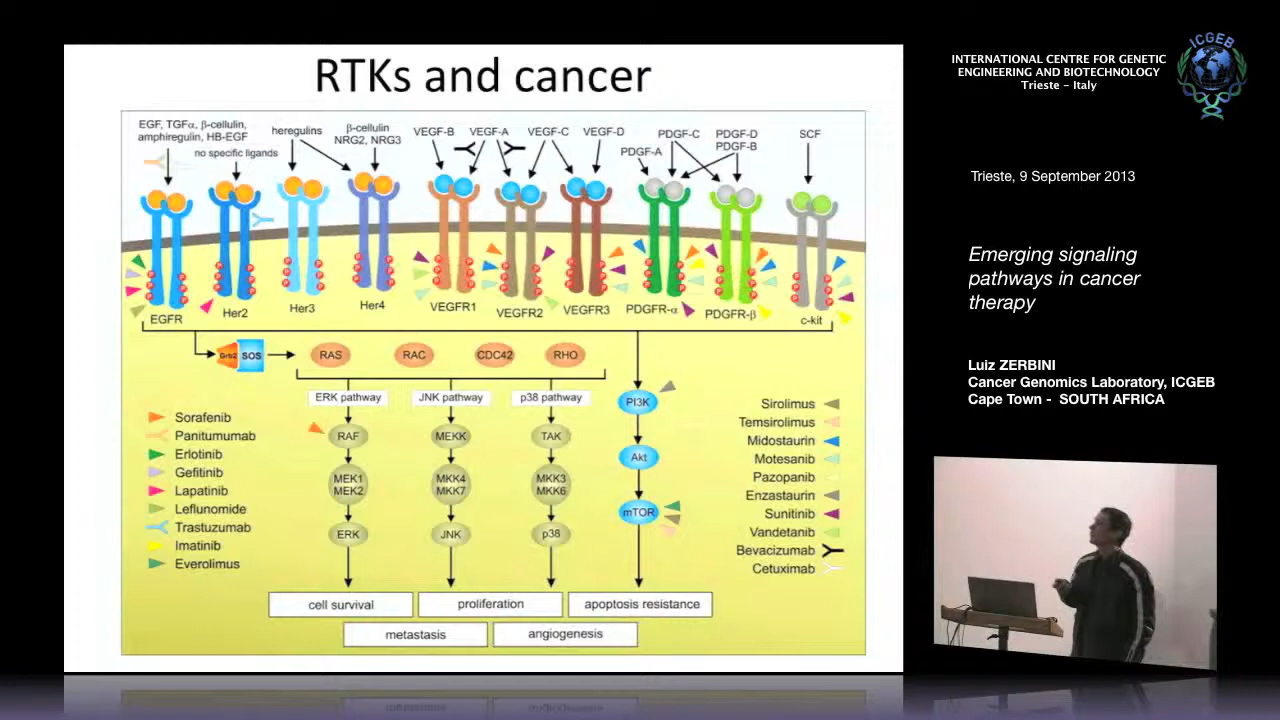 RTKs and cancer
EGF, TGFα, β-cellulin,
amphiregulin, HB-EGF
no specific ligands
heregulins
β-cellulin
NRG2, NRG3
VEGF-B
VEGF-A
VEGF-C
VEGF-D
PDGF-A
PDGF-C
PDGF-D
PDGF-B
SCF
EGFR
Her2
Her3
Her4
VEGFR1
VEGFR2
VEGFR3
PDGFR-α
PDGFR-β
c-kit
Grb2
SOS
RAS
RAC
CDC42
RHO
ERK pathway
JNK pathway
p38 pathway
RAF
MEKK
TAK
MEK1
MEK2
MKK4
MKK7
MKK3
MKK6
ERK
JNK
p38
PI3K
Akt
mTOR
Sorafenib
Panitumumab
Erlotinib
Gefitinib
Lapatinib
Leflunomide
Trastuzumab
Imatinib
Everolimus
Sirolimus
Temsirolimus
Midostaurin
Motesanib
Pazopanib
Enzastaurin
Sunitinib
Vandetanib
Bevacizumab
Cetuximab
cell survival
proliferation
apoptosis resistance
metastasis
angiogenesis
INTERNATIONAL CENTRE FOR GENETIC
ENGINEERING AND BIOTECHNOLOGY
Trieste - Italy
ICGEB
Trieste, 9 September 2013
Emerging signaling
pathways in cancer
therapy
Luiz ZERBINI
Cancer Genomics Laboratory, ICGEB
Cape Town - SOUTH AFRICA